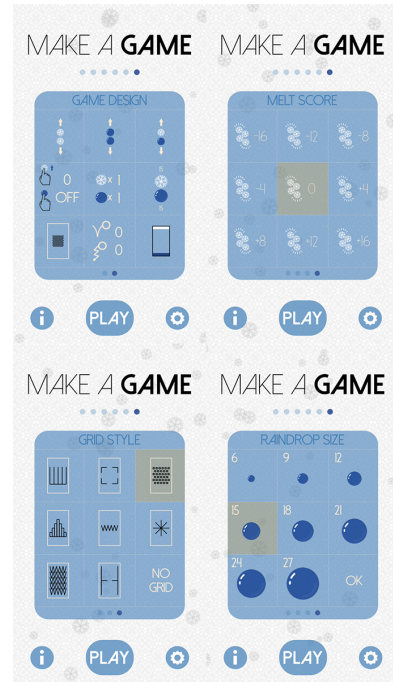 MAKE A GAME
GAME DESIGN
0
OFF
x 1
x 1
0
0
i
PLAY
MAKE A GAME
MELT SCORE
-16
-12
-8
-4
0
+4
+8
+12
+16
i
PLAY
MAKE A GAME
GRID STYLE
NO
GRID
i
PLAY
MAKE A GAME
RAINDROP SIZE
6
9
12
15
18
21
24
27
OK
i
PLAY